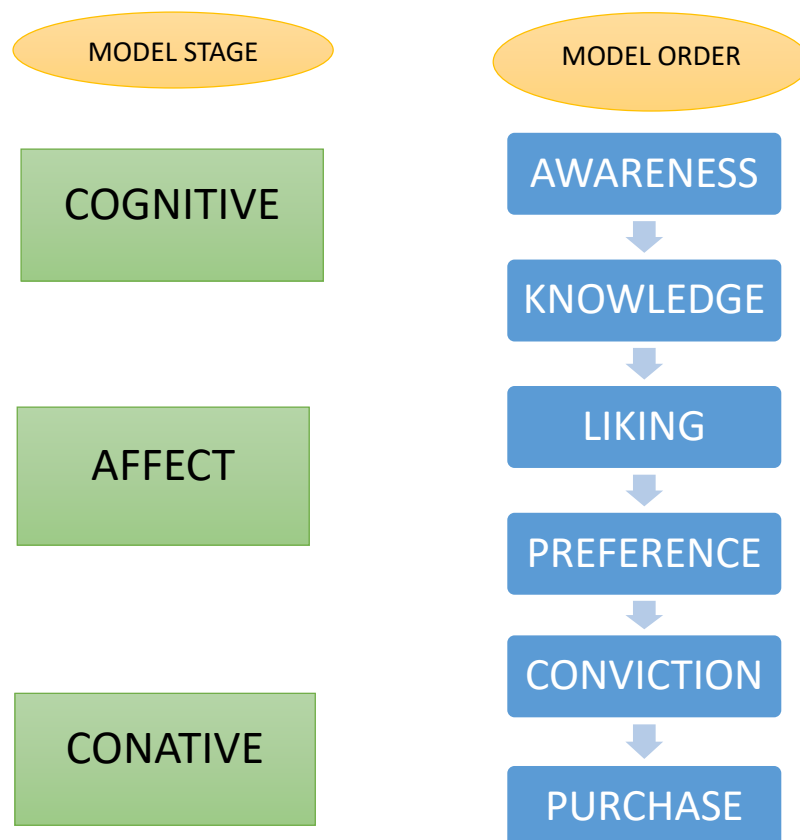 MODEL STAGE
MODEL ORDER
COGNITIVE
AWARENESS
KNOWLEDGE
AFFECT
LIKING
PREFERENCE
CONATIVE
CONVICTION
PURCHASE